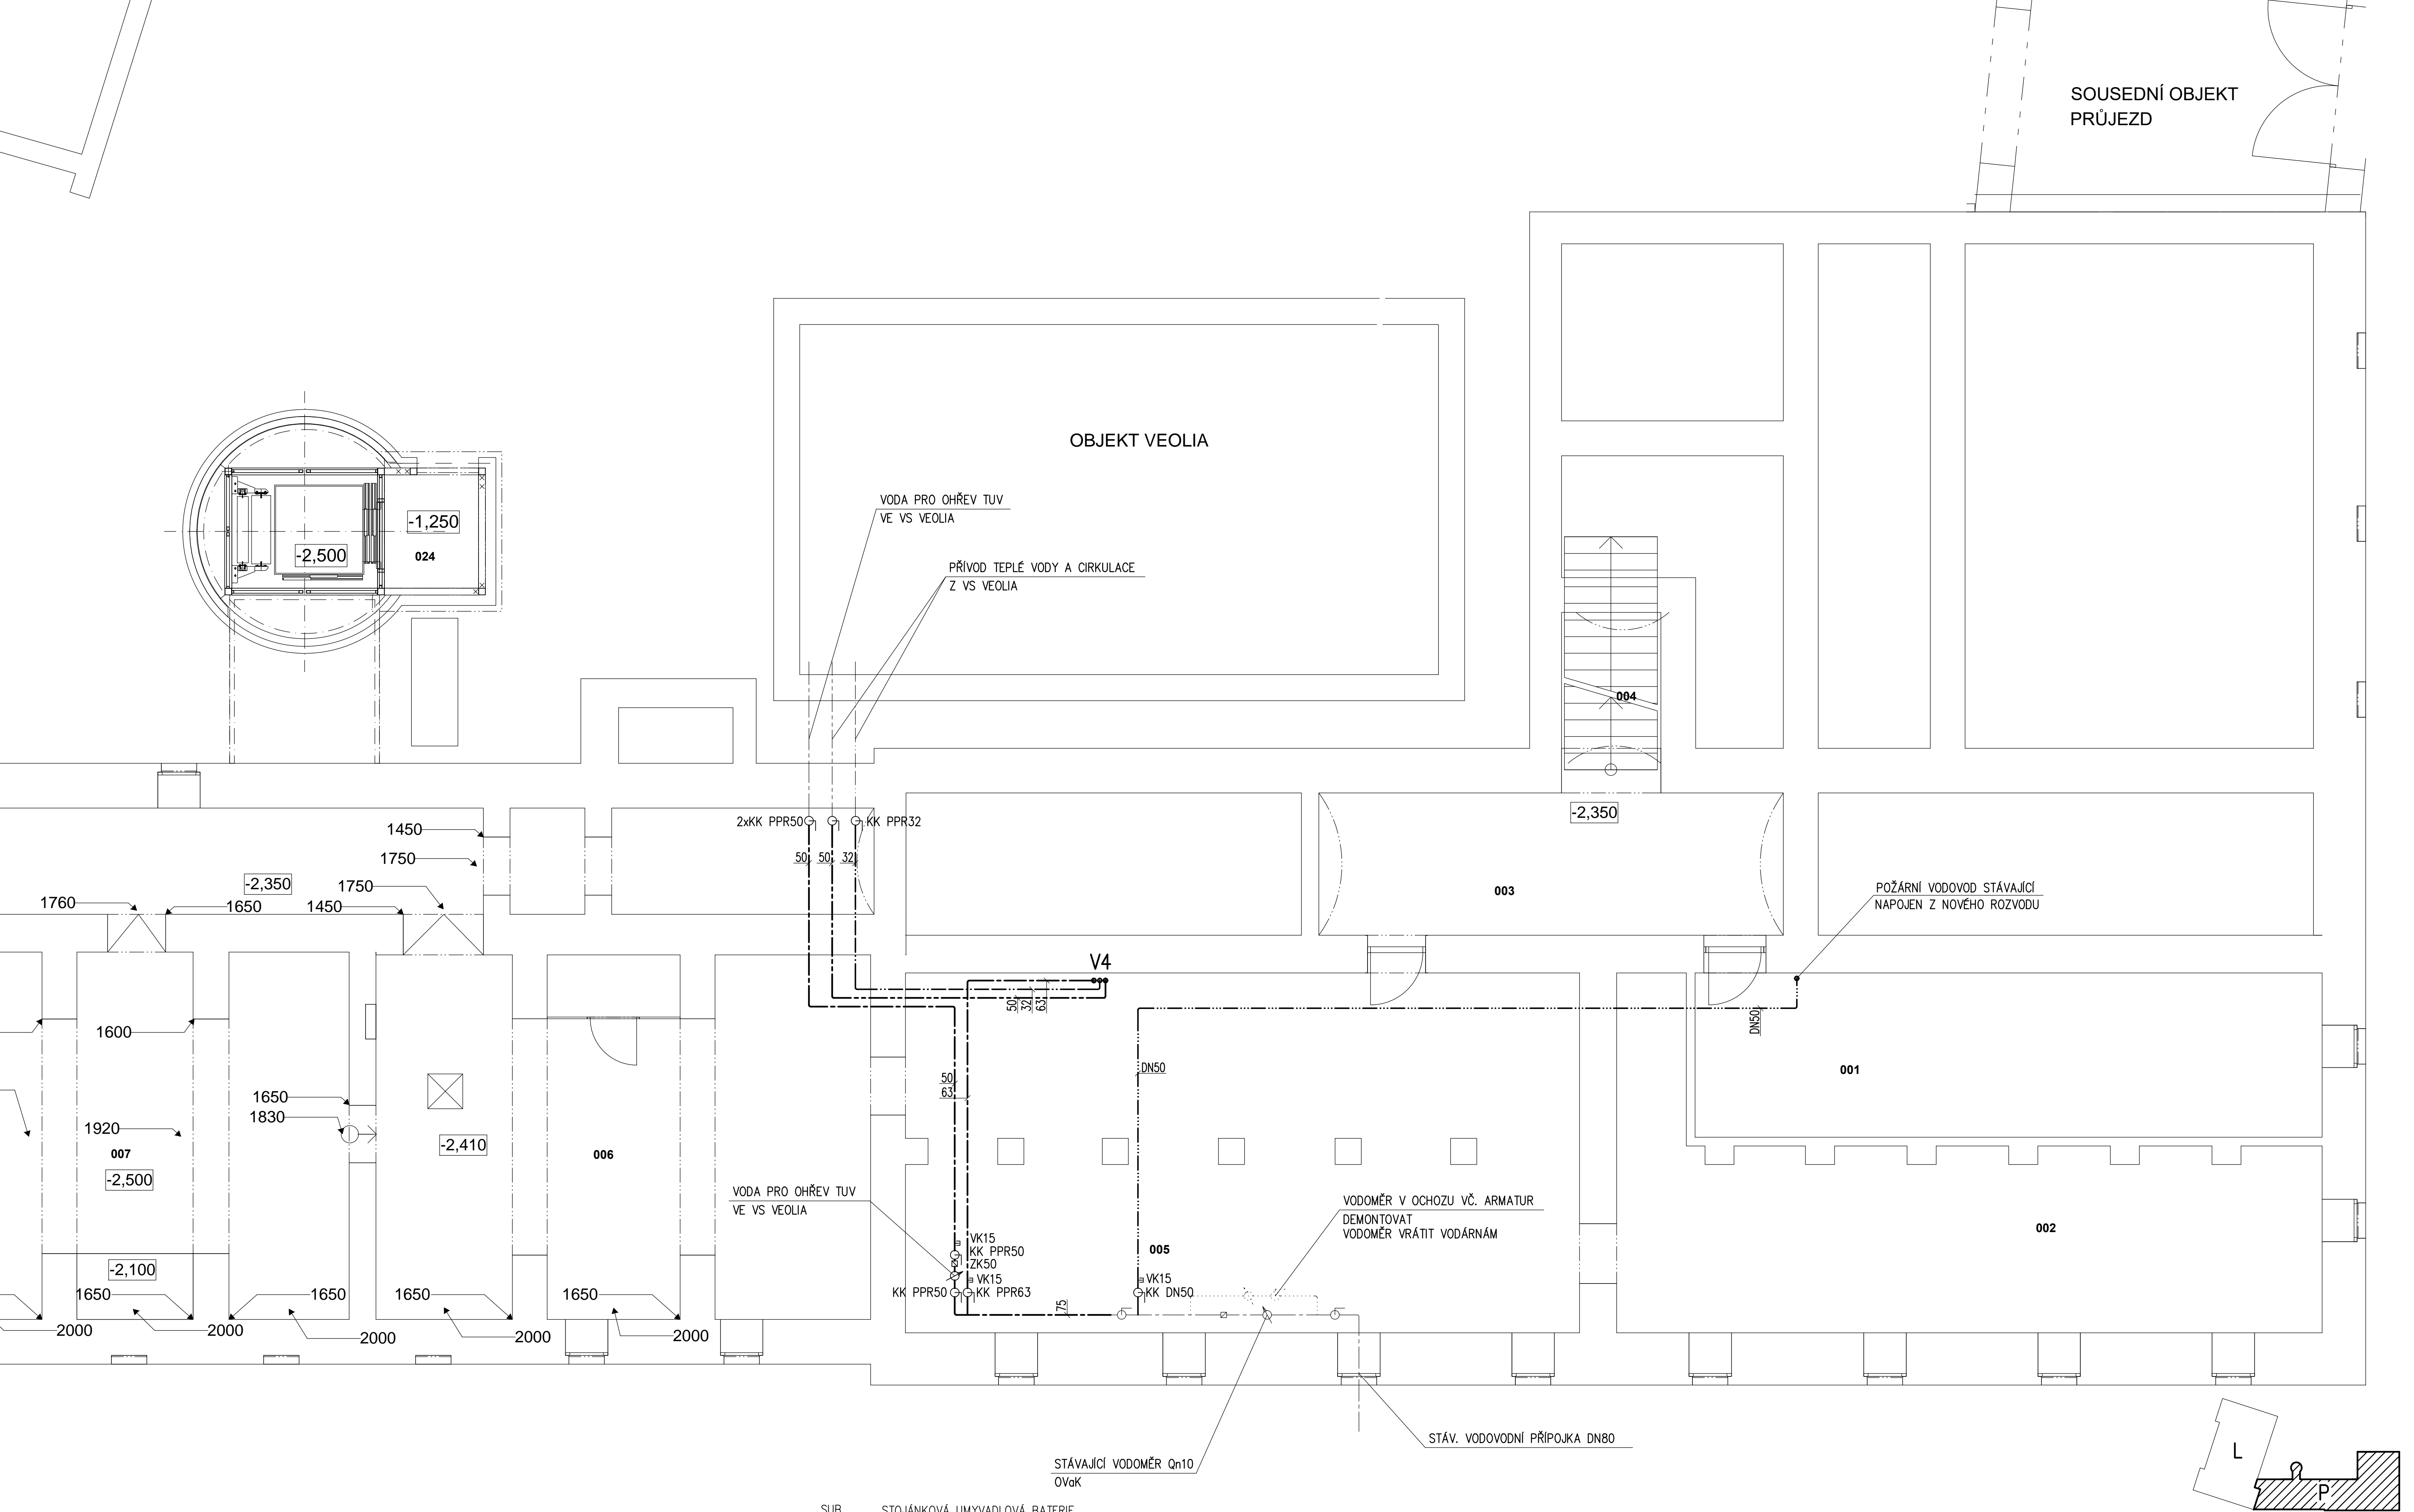 SOUSEDNÍ OBJEKT
PRŮJEZD
OBJEKT VEOLIA
VODA PRO OHŘEV TUV
VE VS VEOLIA
PŘÍVOD TEPLÉ VODY A CIRKULACE
Z VS VEOLIA
-1,250
-2,500
024
004
-2,350
003
2xKK PPR50
KK PPR32
50
50
32
1450
1750
-2,350
1750
1760
1650
1450
POŽÁRNÍ VODOVOD STÁVAJÍCÍ
NAPOJEN Z NOVÉHO ROZVODU
V4
50
32
63
DN50
1600
50
63
DN50
001
1650
1830
1920
007
-2,500
-2,410
006
VODA PRO OHŘEV TUV
VE VS VEOLIA
VODOMĚR V OCHOZU VČ. ARMATUR
DEMONTOVAT
VODOMĚR VRÁTIT VODÁRNÁM
002
005
VK15
KK PPR50
ZK50
VK15
KK PPR50
KK PPR63
VK15
KK DN50
75
-2,100
1650
1650
1650
1650
2000
2000
2000
2000
2000
STÁV. VODOVODNÍ PŘÍPOJKA DN80
STÁVAJÍCÍ VODOMĚR Qn10
OVaK
L
P
SUB
STOJÁNKOVÁ UMYVADLOVÁ BATERIE